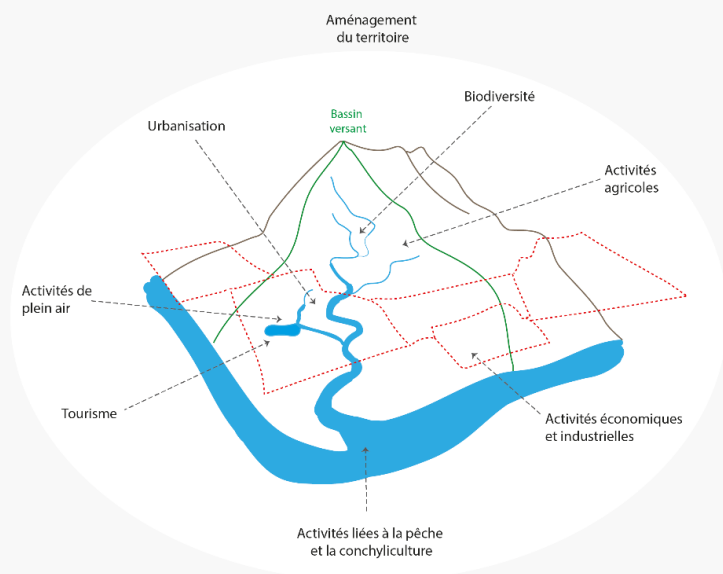 Aménagement
du territoire
Biodiversité
Bassin
versant
Urbanisation
Activités
agricoles
Activités de
plein air
Tourisme
Activités économiques
et industrielles
Activités liées à la pêche
et la conchyliculture